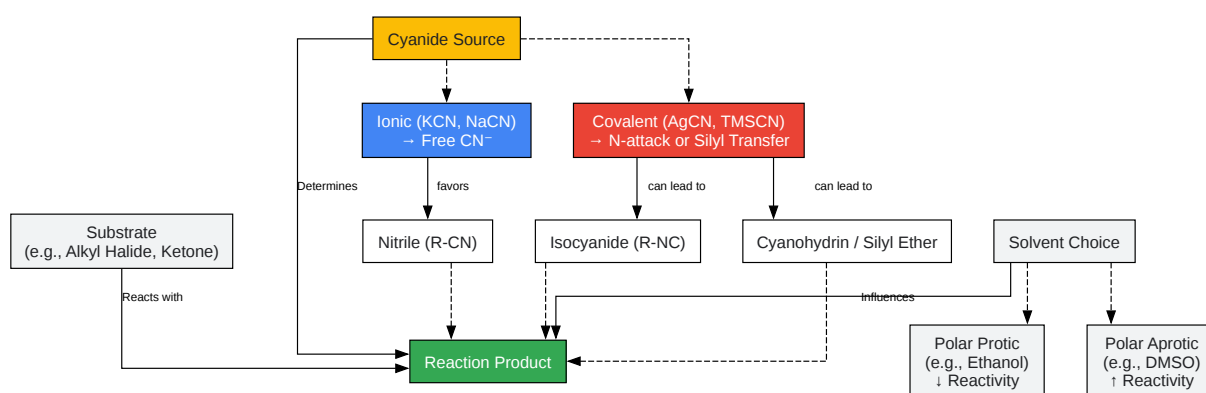 Cyanide Source
Ionic (KCN, NaCN)
→ Free CN⁻
Covalent (AgCN, TMSCN)
→ N-attack or Silyl Transfer
Determines
favors
can lead to
can lead to
Substrate
(e.g., Alkyl Halide, Ketone)
Nitrile (R-CN)
Isocyanide (R-NC)
Cyanohydrin / Silyl Ether
Solvent Choice
Reacts with
Influences
Reaction Product
Polar Protic
(e.g., Ethanol)
↓ Reactivity
Polar Aprotic
(e.g., DMSO)
↑ Reactivity